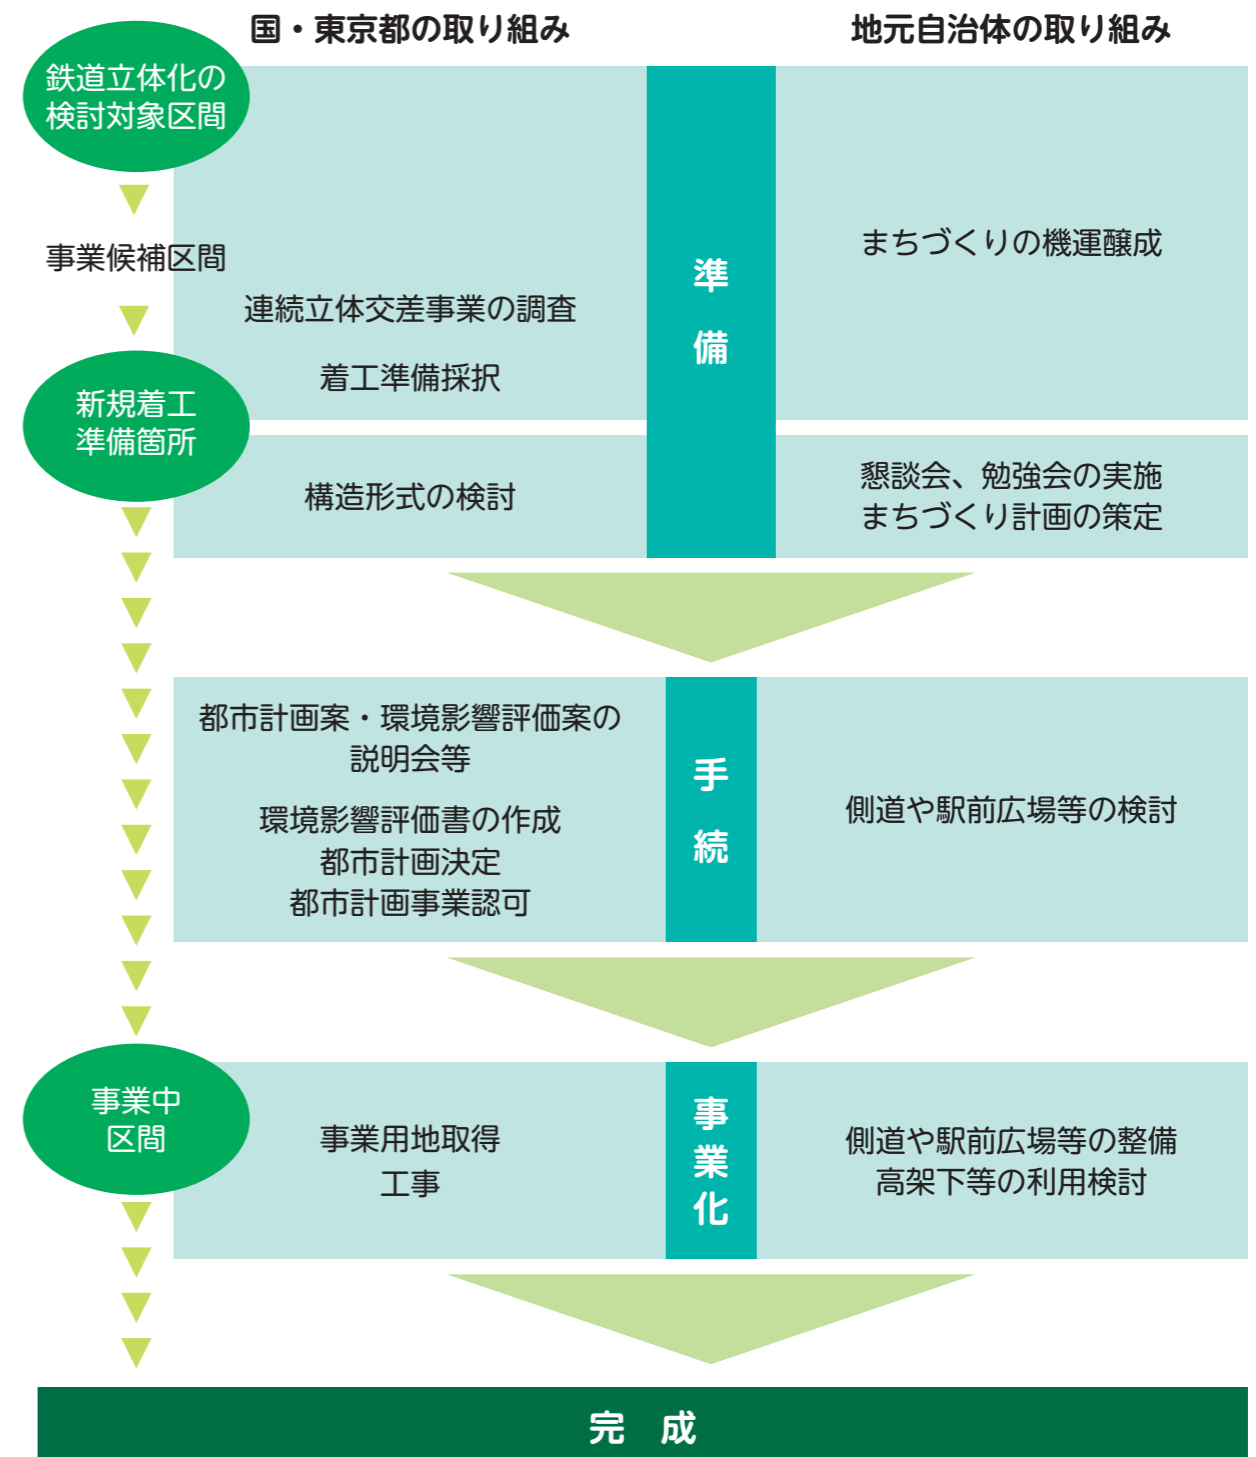 国・東京都の取り組み
地元自治体の取り組み
鉄道立体化の
検討対象区間
事業候補区間
新規着工
準備箇所
連続立体交差事業の調査
着工準備採択
準備
まちづくりの機運醸成
構造形式の検討
懇談会、勉強会の実施
まちづくり計画の策定
都市計画案・環境影響評価案の
説明会等
環境影響評価書の作成
都市計画決定
都市計画事業認可
手続
側道や駅前広場等の検討
事業中
区間
事業用地取得
工事
事業化
側道や駅前広場等の整備
高架下等の利用検討
完 成